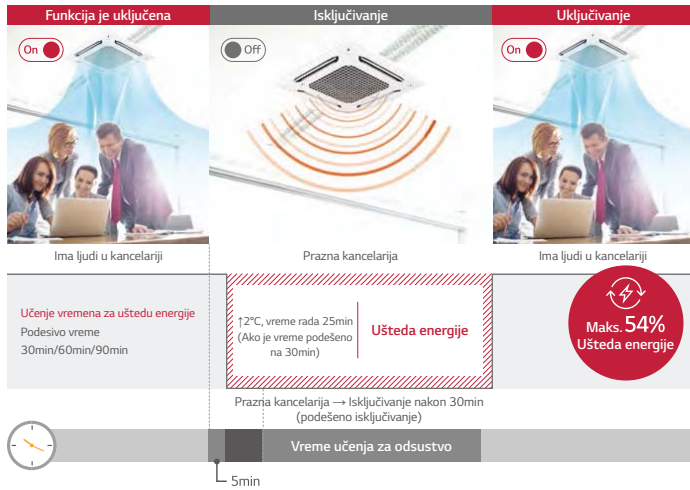 Funkcija je uključena
Isključivanje
Uključivanje
On
Off
On
Ima ljudi u kancelariji
Prazna kancelarija
Ima ljudi u kancelariji
Učenje vremena za uštedu energije
Podesivo vreme
30min/60min/90min
↑2°C, vreme rada 25min
(Ako je vreme podešeno
na 30min)
Ušteda energije
Maks. 54%
Ušteda energije
Prazna kancelarija → Isključivanje nakon 30min
(podešeno isključivanje)
Vreme učenja za odsustvo
5min